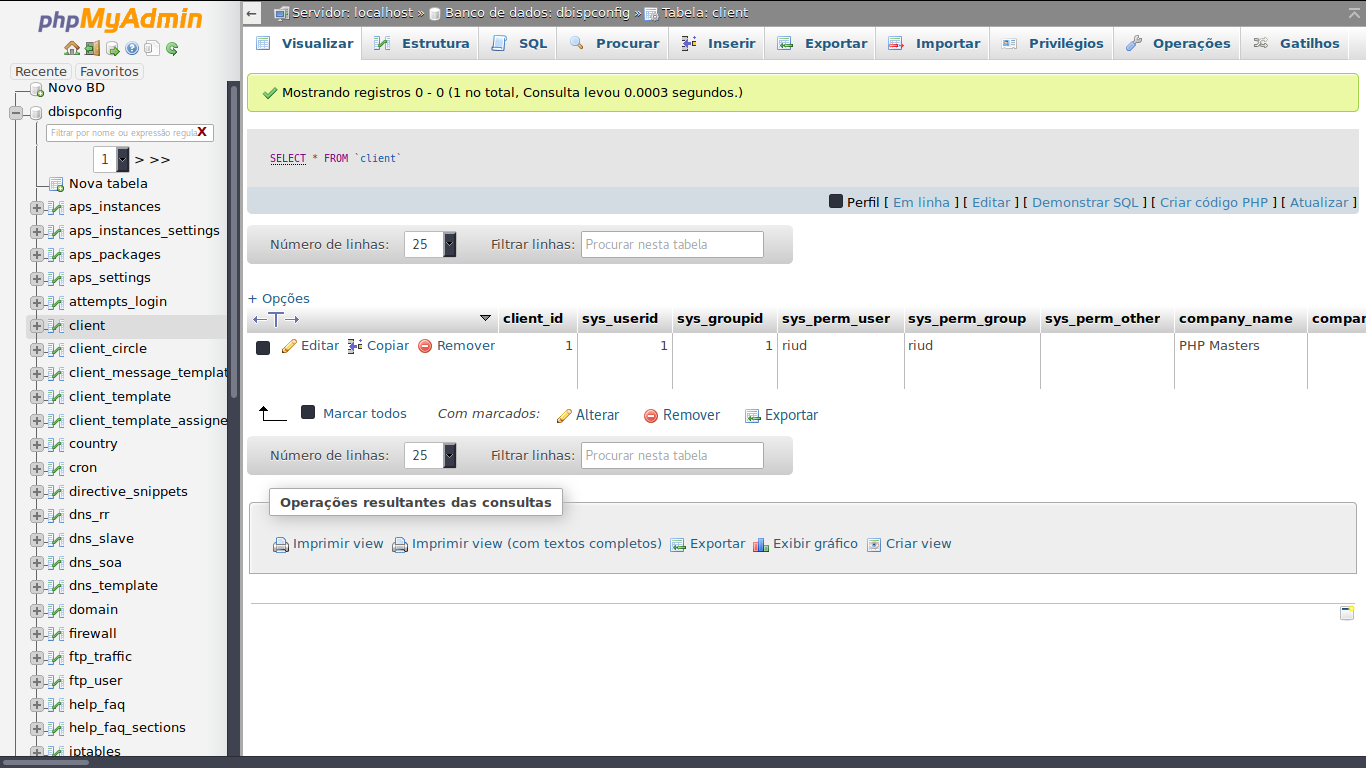 phpMyAdmin
Recente Favoritos
Novo BD
dbispconfig
Filtrar por nome ou expressão regula X
1 > >>
Nova tabela
aps_instances
aps_instances_settings
aps_packages
aps_settings
attempts_login
client
client_circle
client_message_templat
client_template
client_template_assigne
country
cron
directive_snippets
dns_rr
dns_slave
dns_soa
dns_template
domain
firewall
ftp_traffic
ftp_user
help_faq
help_faq_sections
iptables
Servidor: localhost » Banco de dados: dbispconfig » Tabela: client
Visualizar Estrutura SQL Procurar Inserir Exportar Importar Privilégios Operações Gatilhos
Mostrando registros 0 - 0 (1 no total, Consulta levou 0.0003 segundos.)
SELECT * FROM `client`
Perfil [ Em linha ] [ Editar ] [ Demonstrar SQL ] [ Criar código PHP ] [ Atualizar ]
Número de linhas: 25 Filtrar linhas: Procurar nesta tabela
+ Opções
←T→ client_id sys_userid sys_groupid sys_perm_user sys_perm_group sys_perm_other company_name compan
Editar Copiar Remover 1 1 1 riud riud PHP Masters
Marcar todos Com marcados: Alterar Remover Exportar
Número de linhas: 25 Filtrar linhas: Procurar nesta tabela
Operações resultantes das consultas
Imprimir view Imprimir view (com textos completos) Exportar Exibir gráfico Criar view